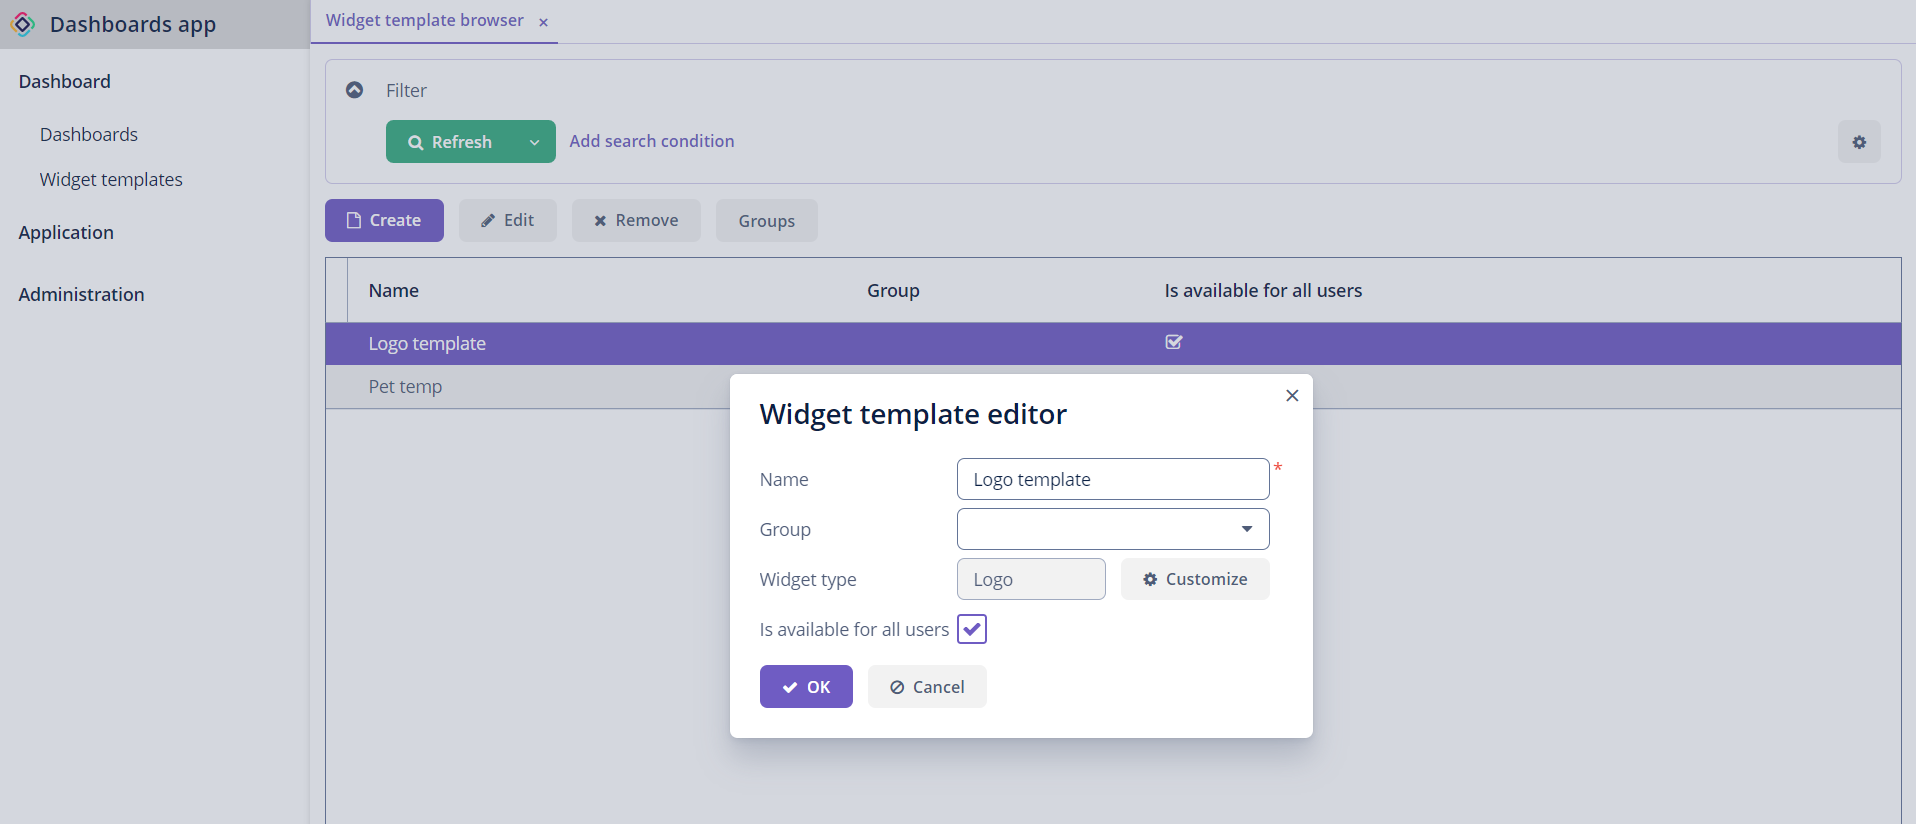 Dashboards app
Widget template browser
Dashboard
Dashboards
Widget templates
Application
Administration
Filter
Refresh Add search condition
Create Edit Remove Groups
Name Group Is available for all users
Logo template
Pet temp
Widget template editor
Name Logo template *
Group
Widget type Logo Customize
Is available for all users
OK Cancel